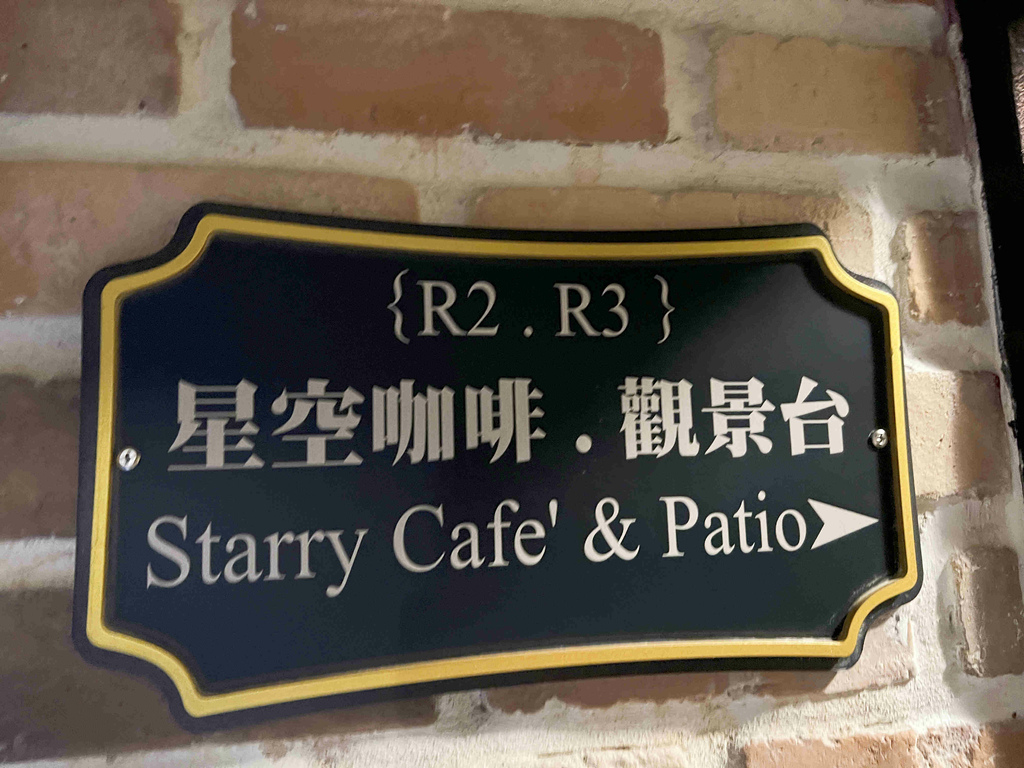 {R2 . R3 }
星空咖啡 . 觀景台
Starry Cafe' & Patio